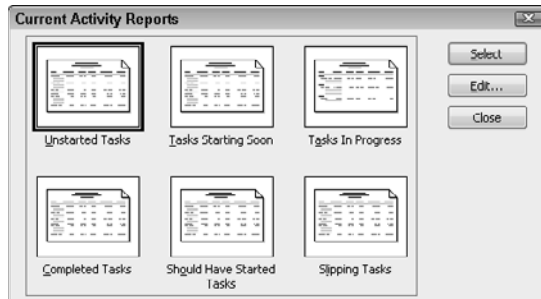 Current Activity Reports
Select
Edit...
Close
Unstarted Tasks
Tasks Starting Soon
Tasks In Progress
Completed Tasks
Should Have Started
Tasks
Slipping Tasks